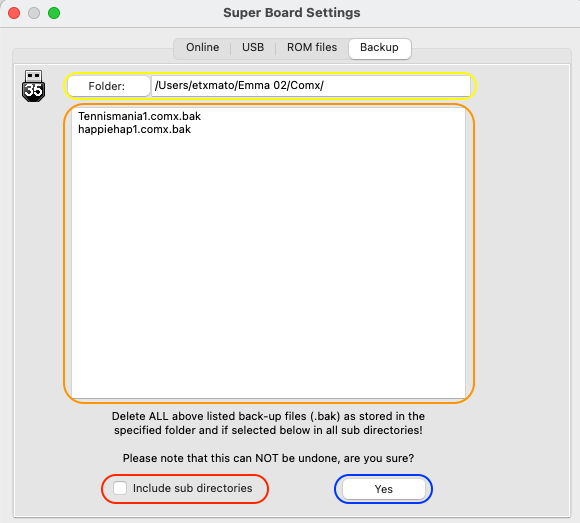 Super Board Settings
Online USB ROM files Backup
35
Folder: /Users/etxmato/Emma 02/Comx/
Tennismania1.comx.bak
happiehap1.comx.bak
Delete ALL above listed back-up files (.bak) as stored in the
specified folder and if selected below in all sub directories!
Please note that this can NOT be undone, are you sure?
Include sub directories Yes